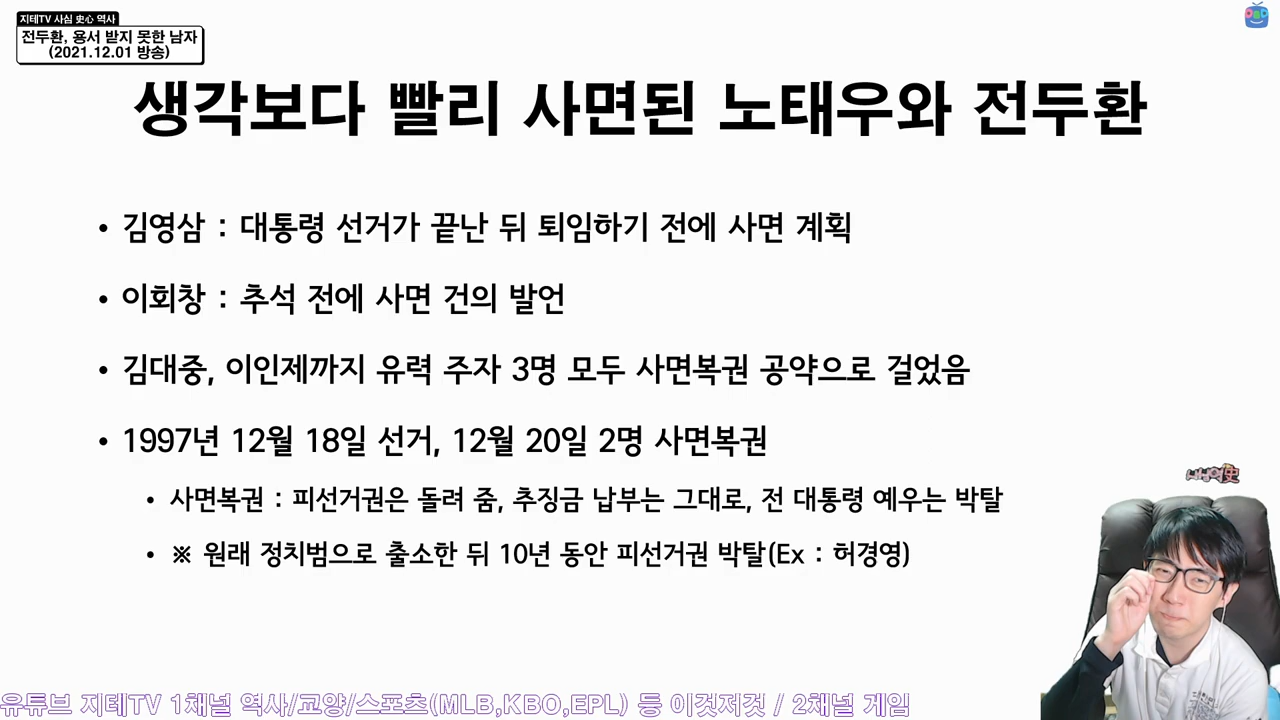 지테TV 사심 史心 역사
전두환, 용서 받지 못한 남자
(2021.12.01 방송)
생각보다 빨리 사면된 노태우와 전두환
• 김영삼 : 대통령 선거가 끝난 뒤 퇴임하기 전에 사면 계획
• 이회창 : 추석 전에 사면 건의 발언
• 김대중, 이인제까지 유력 주자 3명 모두 사면복권 공약으로 걸었음
• 1997년 12월 18일 선거, 12월 20일 2명 사면복권
• 사면복권 : 피선거권은 돌려 줌, 추징금 납부는 그대로, 전 대통령 예우는 박탈
• ※ 원래 정치범으로 출소한 뒤 10년 동안 피선거권 박탈(Ex : 허경영)
유튜브 지테TV 1채널 역사/교양/스포츠(MLB,KBO,EPL) 등 이것저것 / 2채널 게임